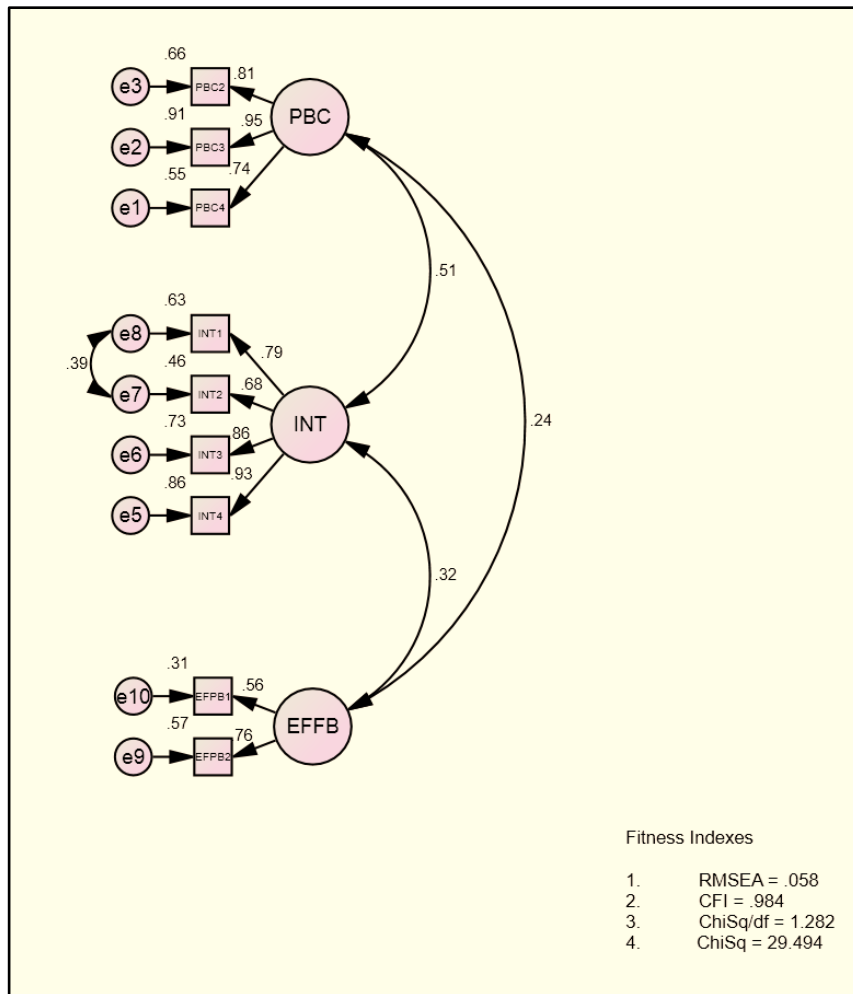 .66
e3 PBC2 .81
PBC
.91
e2 PBC3 .95
.55
e1 PBC4 .74
.51
.63
e8 INT1 .79
.39
.46
e7 INT2 .68
INT
.24
.73
e6 INT3 .86
.86
e5 INT4 .93
.32
.31
e10 EFPB1 .56
EFFB
.57
e9 EFPB2 .76
Fitness Indexes
1. RMSEA = .058
2. CFI = .984
3. ChiSq/df = 1.282
4. ChiSq = 29.494